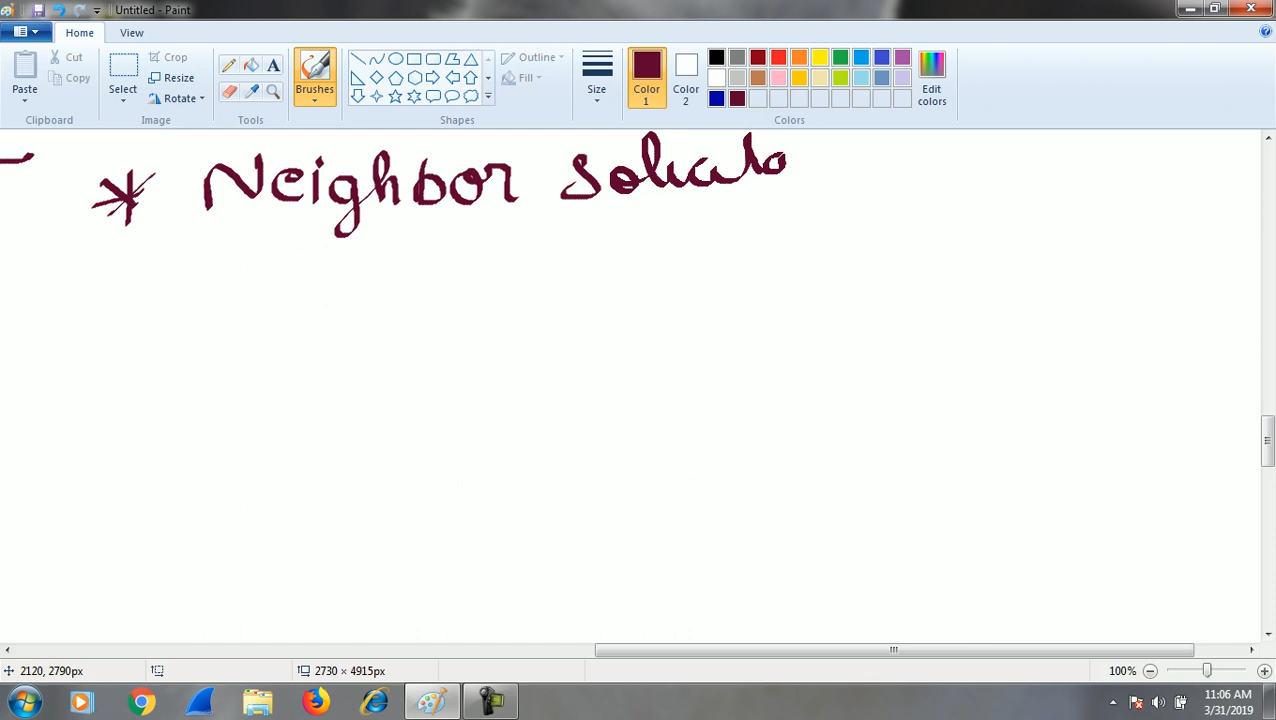 Untitled - Paint
Home View
Paste Cut Copy Select Crop Resize Rotate Brushes Outline Fill Size Color 1 Color 2 Edit colors
Clipboard Image Tools Shapes Colors
* Neighbor
2120, 2790px 2730 × 4915px 100%
11:06 AM
3/31/2019